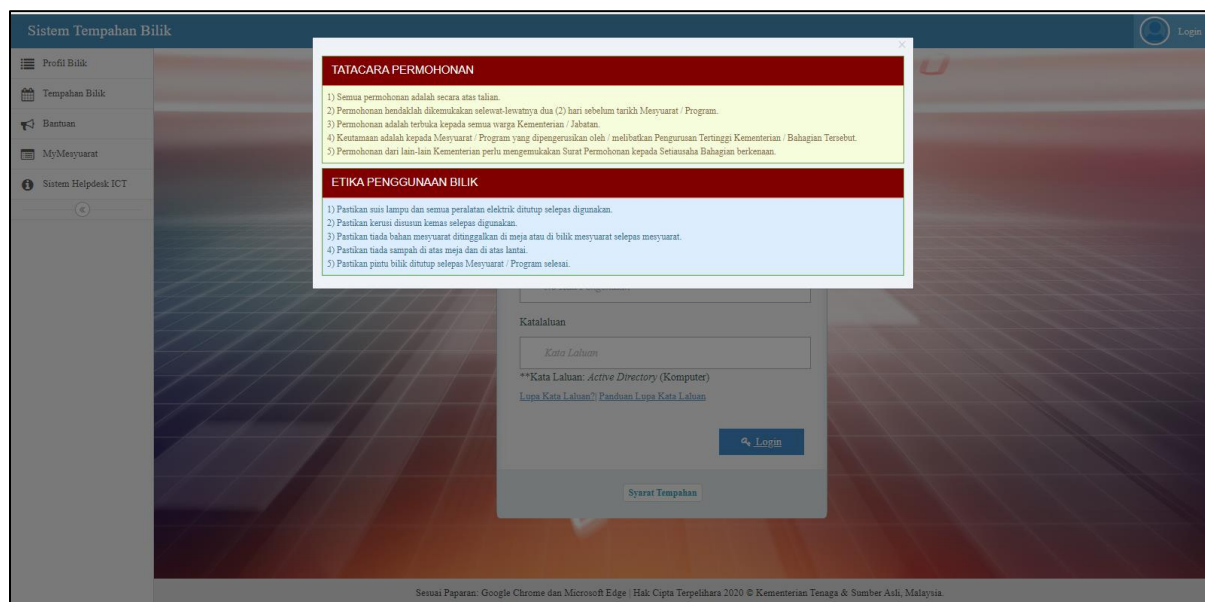 Sistem Tempahan Bilik
Login
Profil Bilik
Tempahan Bilik
Bantuan
MyMesyuarat
Sistem Helpdesk ICT
×
TATACARA PERMOHONAN
1) Semua permohonan adalah secara atas talian.
2) Permohonan hendaklah dikemukakan selewat-lewatnya dua (2) hari sebelum tarikh Mesyuarat / Program.
3) Permohonan adalah terbuka kepada semua warga Kementerian / Jabatan.
4) Keutamaan adalah kepada Mesyuarat / Program yang dipengerusikan oleh / melibatkan Pengurusan Tertinggi Kementerian / Bahagian Tersebut.
5) Permohonan dari lain-lain Kementerian perlu mengemukakan Surat Permohonan kepada Setiausaha Bahagian berkenaan.
ETIKA PENGGUNAAN BILIK
1) Pastikan suis lampu dan semua peralatan elektrik ditutup selepas digunakan.
2) Pastikan kerusi disusun kemas selepas digunakan.
3) Pastikan tiada bahan mesyuarat ditinggalkan di meja atau di bilik mesyuarat selepas mesyuarat.
4) Pastikan tiada sampah di atas meja dan di atas lantai.
5) Pastikan pintu bilik ditutup selepas Mesyuarat / Program selesai.
Katalaluan
Kata Laluan
**Kata Laluan: Active Directory (Komputer)
Lupa Kata Laluan?| Panduan Lupa Kata Laluan
Login
Syarat Tempahan
Sesuai Paparan: Google Chrome dan Microsoft Edge | Hak Cipta Terpelihara 2020 © Kementerian Tenaga & Sumber Asli, Malaysia.